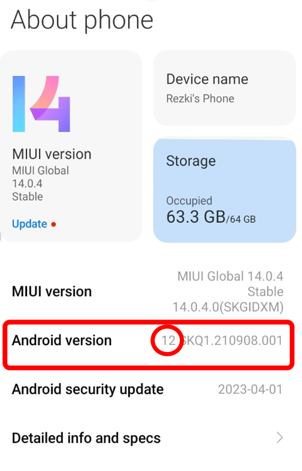 About phone
14
MIUI version
MIUI Global
14.0.4
Stable
Update
Device name
Rezki's Phone
Storage
Occupied
63.3 GB/64 GB
MIUI version
MIUI Global 14.0.4
Stable
14.0.4.0(SKGIDXM)
Android version
12 SKQ1.210908.001
Android security update
2023-04-01
Detailed info and specs